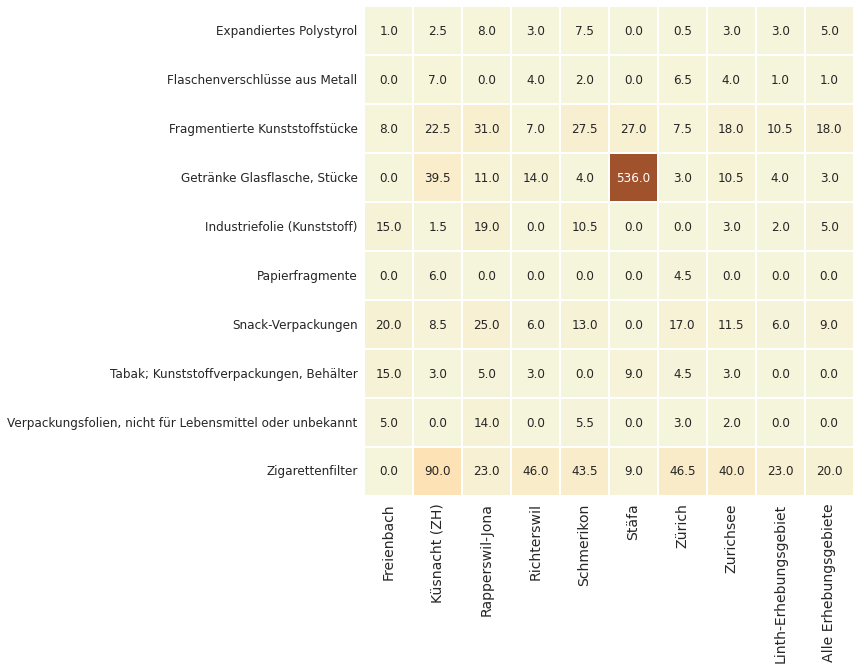 Expandiertes Polystyrol 1.0 2.5 8.0 3.0 7.5 0.0 0.5 3.0 3.0 5.0
Flaschenverschlüsse aus Metall 0.0 7.0 0.0 4.0 2.0 0.0 6.5 4.0 1.0 1.0
Fragmentierte Kunststoffstücke 8.0 22.5 31.0 7.0 27.5 27.0 7.5 18.0 10.5 18.0
Getränke Glasflasche, Stücke 0.0 39.5 11.0 14.0 4.0 536.0 3.0 10.5 4.0 3.0
Industriefolie (Kunststoff) 15.0 1.5 19.0 0.0 10.5 0.0 0.0 3.0 2.0 5.0
Papierfragmente 0.0 6.0 0.0 0.0 0.0 0.0 4.5 0.0 0.0 0.0
Snack-Verpackungen 20.0 8.5 25.0 6.0 13.0 0.0 17.0 11.5 6.0 9.0
Tabak; Kunststoffverpackungen, Behälter 15.0 3.0 5.0 3.0 0.0 9.0 4.5 3.0 0.0 0.0
Verpackungsfolien, nicht für Lebensmittel oder unbekannt 5.0 0.0 14.0 0.0 5.5 0.0 3.0 2.0 0.0 0.0
Zigarettenfilter 0.0 90.0 23.0 46.0 43.5 9.0 46.5 40.0 23.0 20.0
Freienbach
Küsnacht (ZH)
Rapperswil-Jona
Richterswil
Schmerikon
Stäfa
Zürich
Zurichsee
Linth-Erhebungsgebiet
Alle Erhebungsgebiete